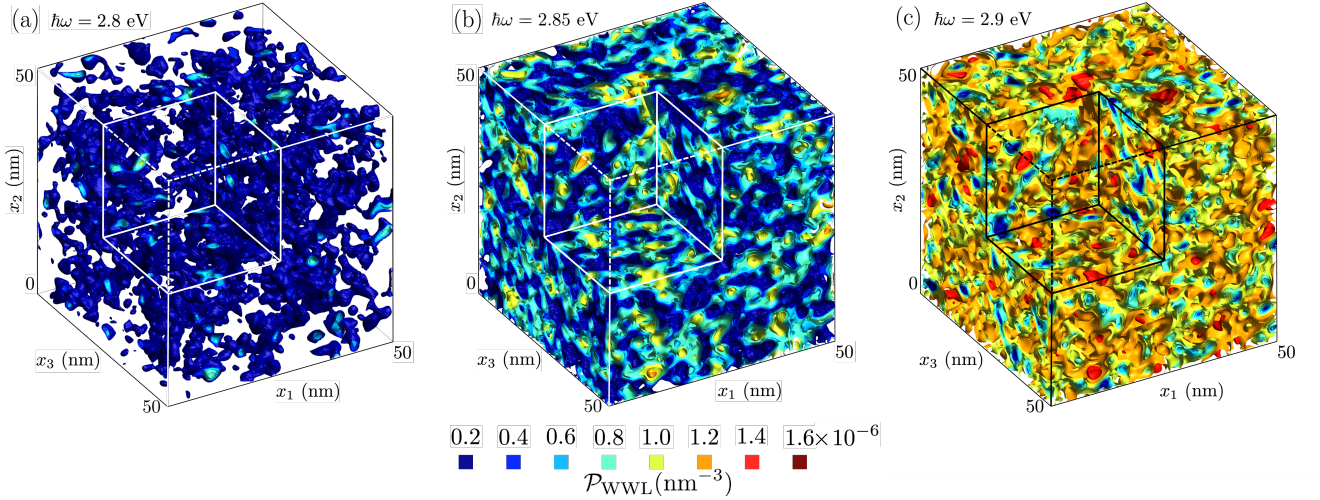 (a) ħω = 2.8 eV
50
x₂ (nm)
0
x₃ (nm)
50
x₁ (nm)
50
(b) ħω = 2.85 eV
50
x₂ (nm)
0
x₃ (nm)
50
x₁ (nm)
50
(c) ħω = 2.9 eV
50
x₂ (nm)
0
x₃ (nm)
50
x₁ (nm)
50
0.2 0.4 0.6 0.8 1.0 1.2 1.4 1.6×10⁻⁶
𝒫_WWL(nm⁻³)